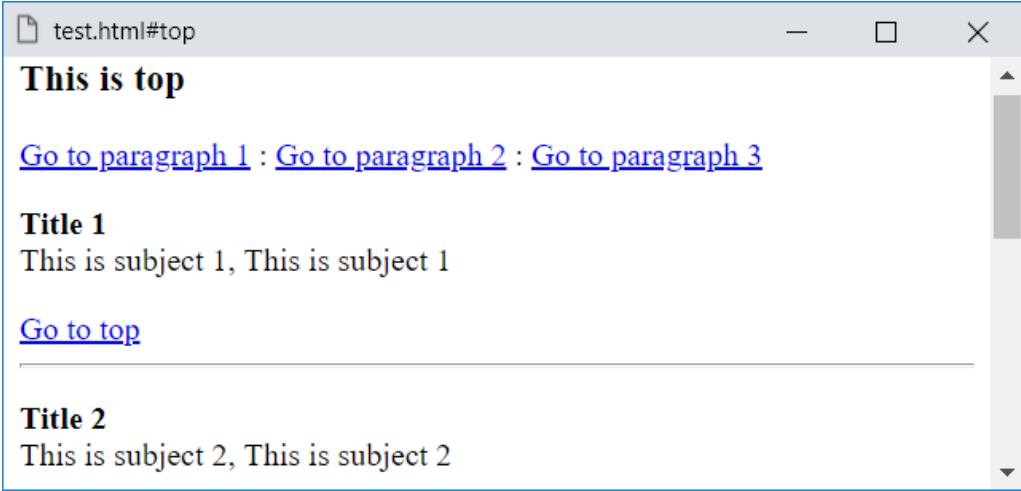 test.html#top
This is top
Go to paragraph 1 : Go to paragraph 2 : Go to paragraph 3
Title 1
This is subject 1, This is subject 1
Go to top
Title 2
This is subject 2, This is subject 2